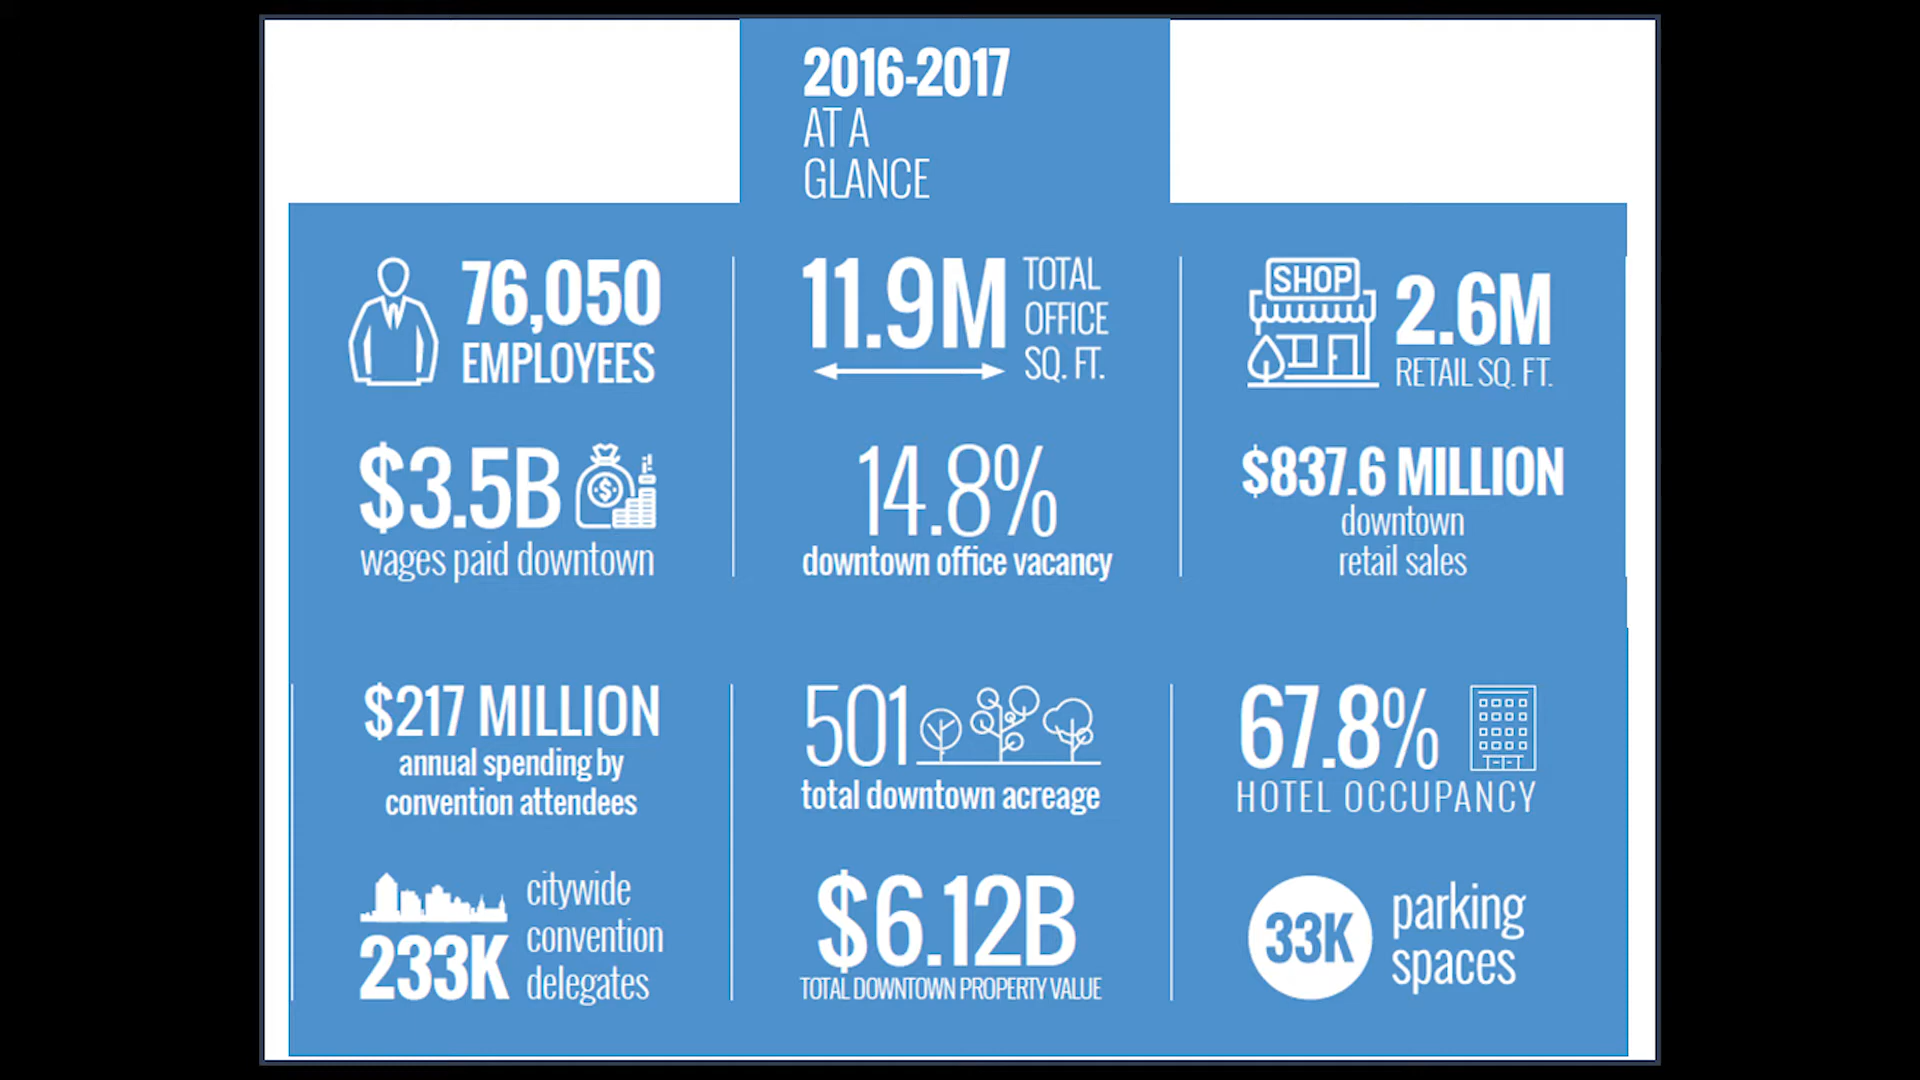 2016-2017
AT A
GLANCE
76,050
EMPLOYEES
$3.5B
wages paid downtown
11.9M
TOTAL
OFFICE
SQ. FT.
14.8%
downtown office vacancy
SHOP
2.6M
RETAIL SQ. FT.
$837.6 MILLION
downtown
retail sales
$217 MILLION
annual spending by
convention attendees
233K
citywide
convention
delegates
501
total downtown acreage
$6.12B
TOTAL DOWNTOWN PROPERTY VALUE
67.8%
HOTEL OCCUPANCY
33K
parking
spaces